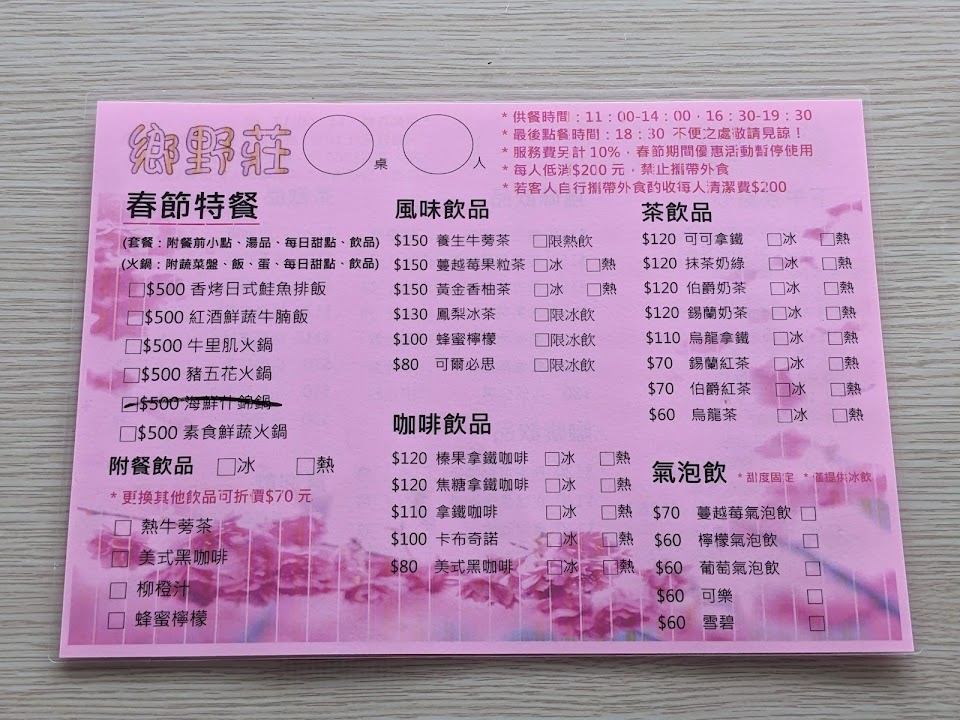 鄉野莊 桌 人
* 供餐時間：11：00-14：00，16：30-19：30
* 最後點餐時間：18：30 不便之處敬請見諒！
* 服務費另計 10%，春節期間優惠活動暫停使用
* 每人低消$200 元，禁止攜帶外食
* 若客人自行攜帶外食酌收每人清潔費$200
春節特餐
(套餐：附餐前小點、湯品、每日甜點、飲品)
(火鍋：附蔬菜盤、飯、蛋、每日甜點、飲品)
□$500 香烤日式鮭魚排飯
□$500 紅酒鮮蔬牛腩飯
□$500 牛里肌火鍋
□$500 豬五花火鍋
□$500 海鮮什錦鍋
□$500 素食鮮蔬火鍋
附餐飲品 □冰 □熱
* 更換其他飲品可折價$70 元
□ 熱牛蒡茶
□ 美式黑咖啡
□ 柳橙汁
□ 蜂蜜檸檬
風味飲品
$150 養生牛蒡茶 □限熱飲
$150 蔓越莓果粒茶 □冰 □熱
$150 黃金香柚茶 □冰 □熱
$130 鳳梨冰茶 □限冰飲
$100 蜂蜜檸檬 □限冰飲
$80 可爾必思 □限冰飲
咖啡飲品
$120 榛果拿鐵咖啡 □冰 □熱
$120 焦糖拿鐵咖啡 □冰 □熱
$110 拿鐵咖啡 □冰 □熱
$100 卡布奇諾 □冰 □熱
$80 美式黑咖啡 □冰 □熱
茶飲品
$120 可可拿鐵 □冰 □熱
$120 抹茶奶綠 □冰 □熱
$120 伯爵奶茶 □冰 □熱
$120 錫蘭奶茶 □冰 □熱
$110 烏龍拿鐵 □冰 □熱
$70 錫蘭紅茶 □冰 □熱
$70 伯爵紅茶 □冰 □熱
$60 烏龍茶 □冰 □熱
氣泡飲 * 甜度固定 * 僅提供冰飲
$70 蔓越莓氣泡飲 □
$60 檸檬氣泡飲 □
$60 葡萄氣泡飲 □
$60 可樂 □
$60 雪碧 □